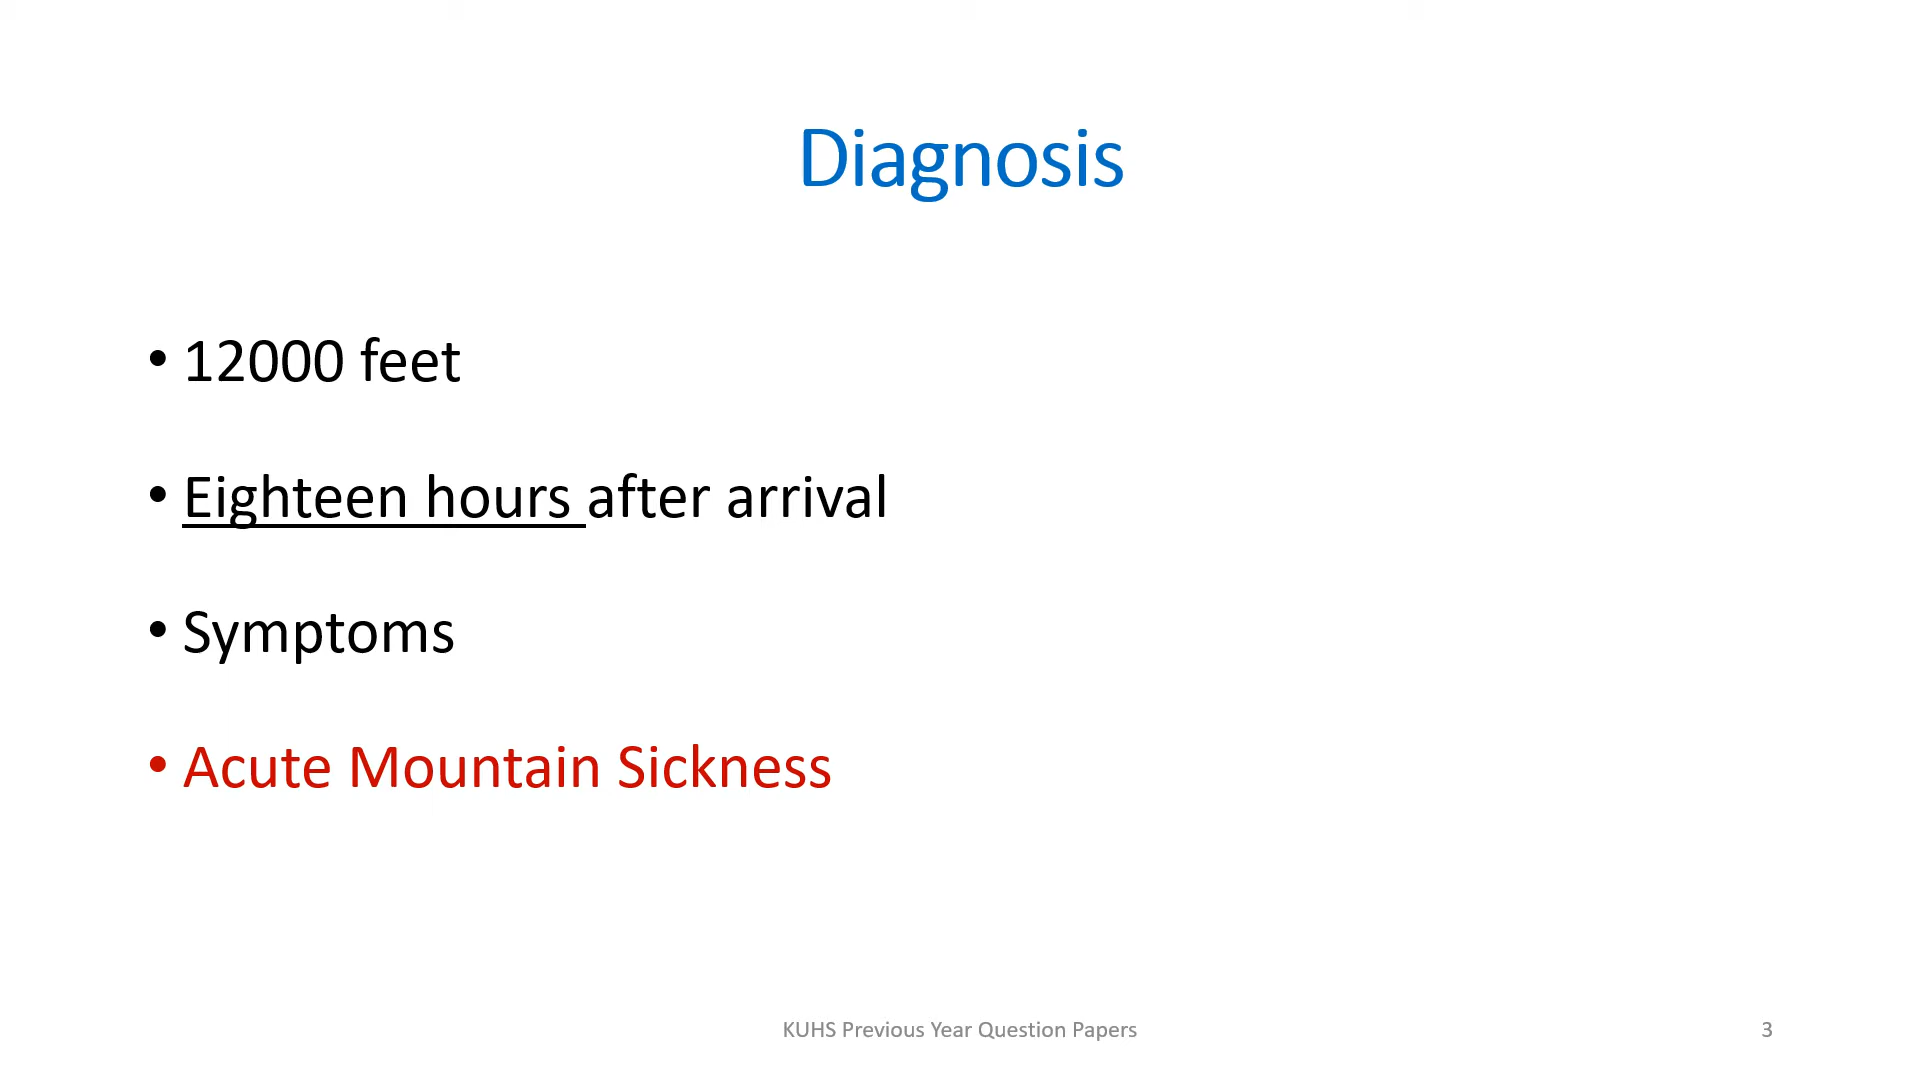 Diagnosis
• 12000 feet
• Eighteen hours after arrival
• Symptoms
• Acute Mountain Sickness
KUHS Previous Year Question Papers
3